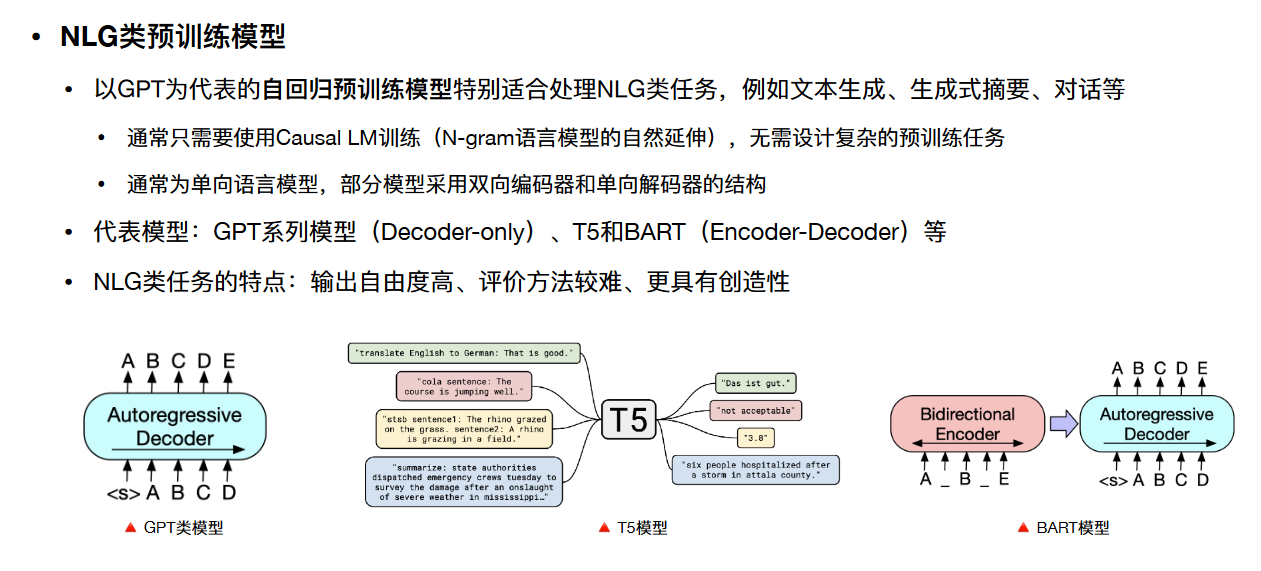 • NLG类预训练模型
• 以GPT为代表的自回归预训练模型特别适合处理NLG类任务，例如文本生成、生成式摘要、对话等
• 通常只需要使用Causal LM训练（N-gram语言模型的自然延伸），无需设计复杂的预训练任务
• 通常为单向语言模型，部分模型采用双向编码器和单向解码器的结构
• 代表模型：GPT系列模型（Decoder-only）、T5和BART（Encoder-Decoder）等
• NLG类任务的特点：输出自由度高、评价方法较难、更具有创造性
A B C D E
Autoregressive
Decoder
<s> A B C D
GPT类模型
"translate English to German: That is good."
"cola sentence: The
course is jumping well."
"stsb sentence1: The rhino grazed
on the grass. sentence2: A rhino
is grazing in a field."
"summarize: state authorities
dispatched emergency crews tuesday to
survey the damage after an onslaught
of severe weather in mississippi…"
T5
"Das ist gut."
"not acceptable"
"3.8"
"six people hospitalized after
a storm in attala county."
T5模型
Bidirectional
Encoder
A _ B _ E
A B C D E
Autoregressive
Decoder
<s> A B C D
BART模型